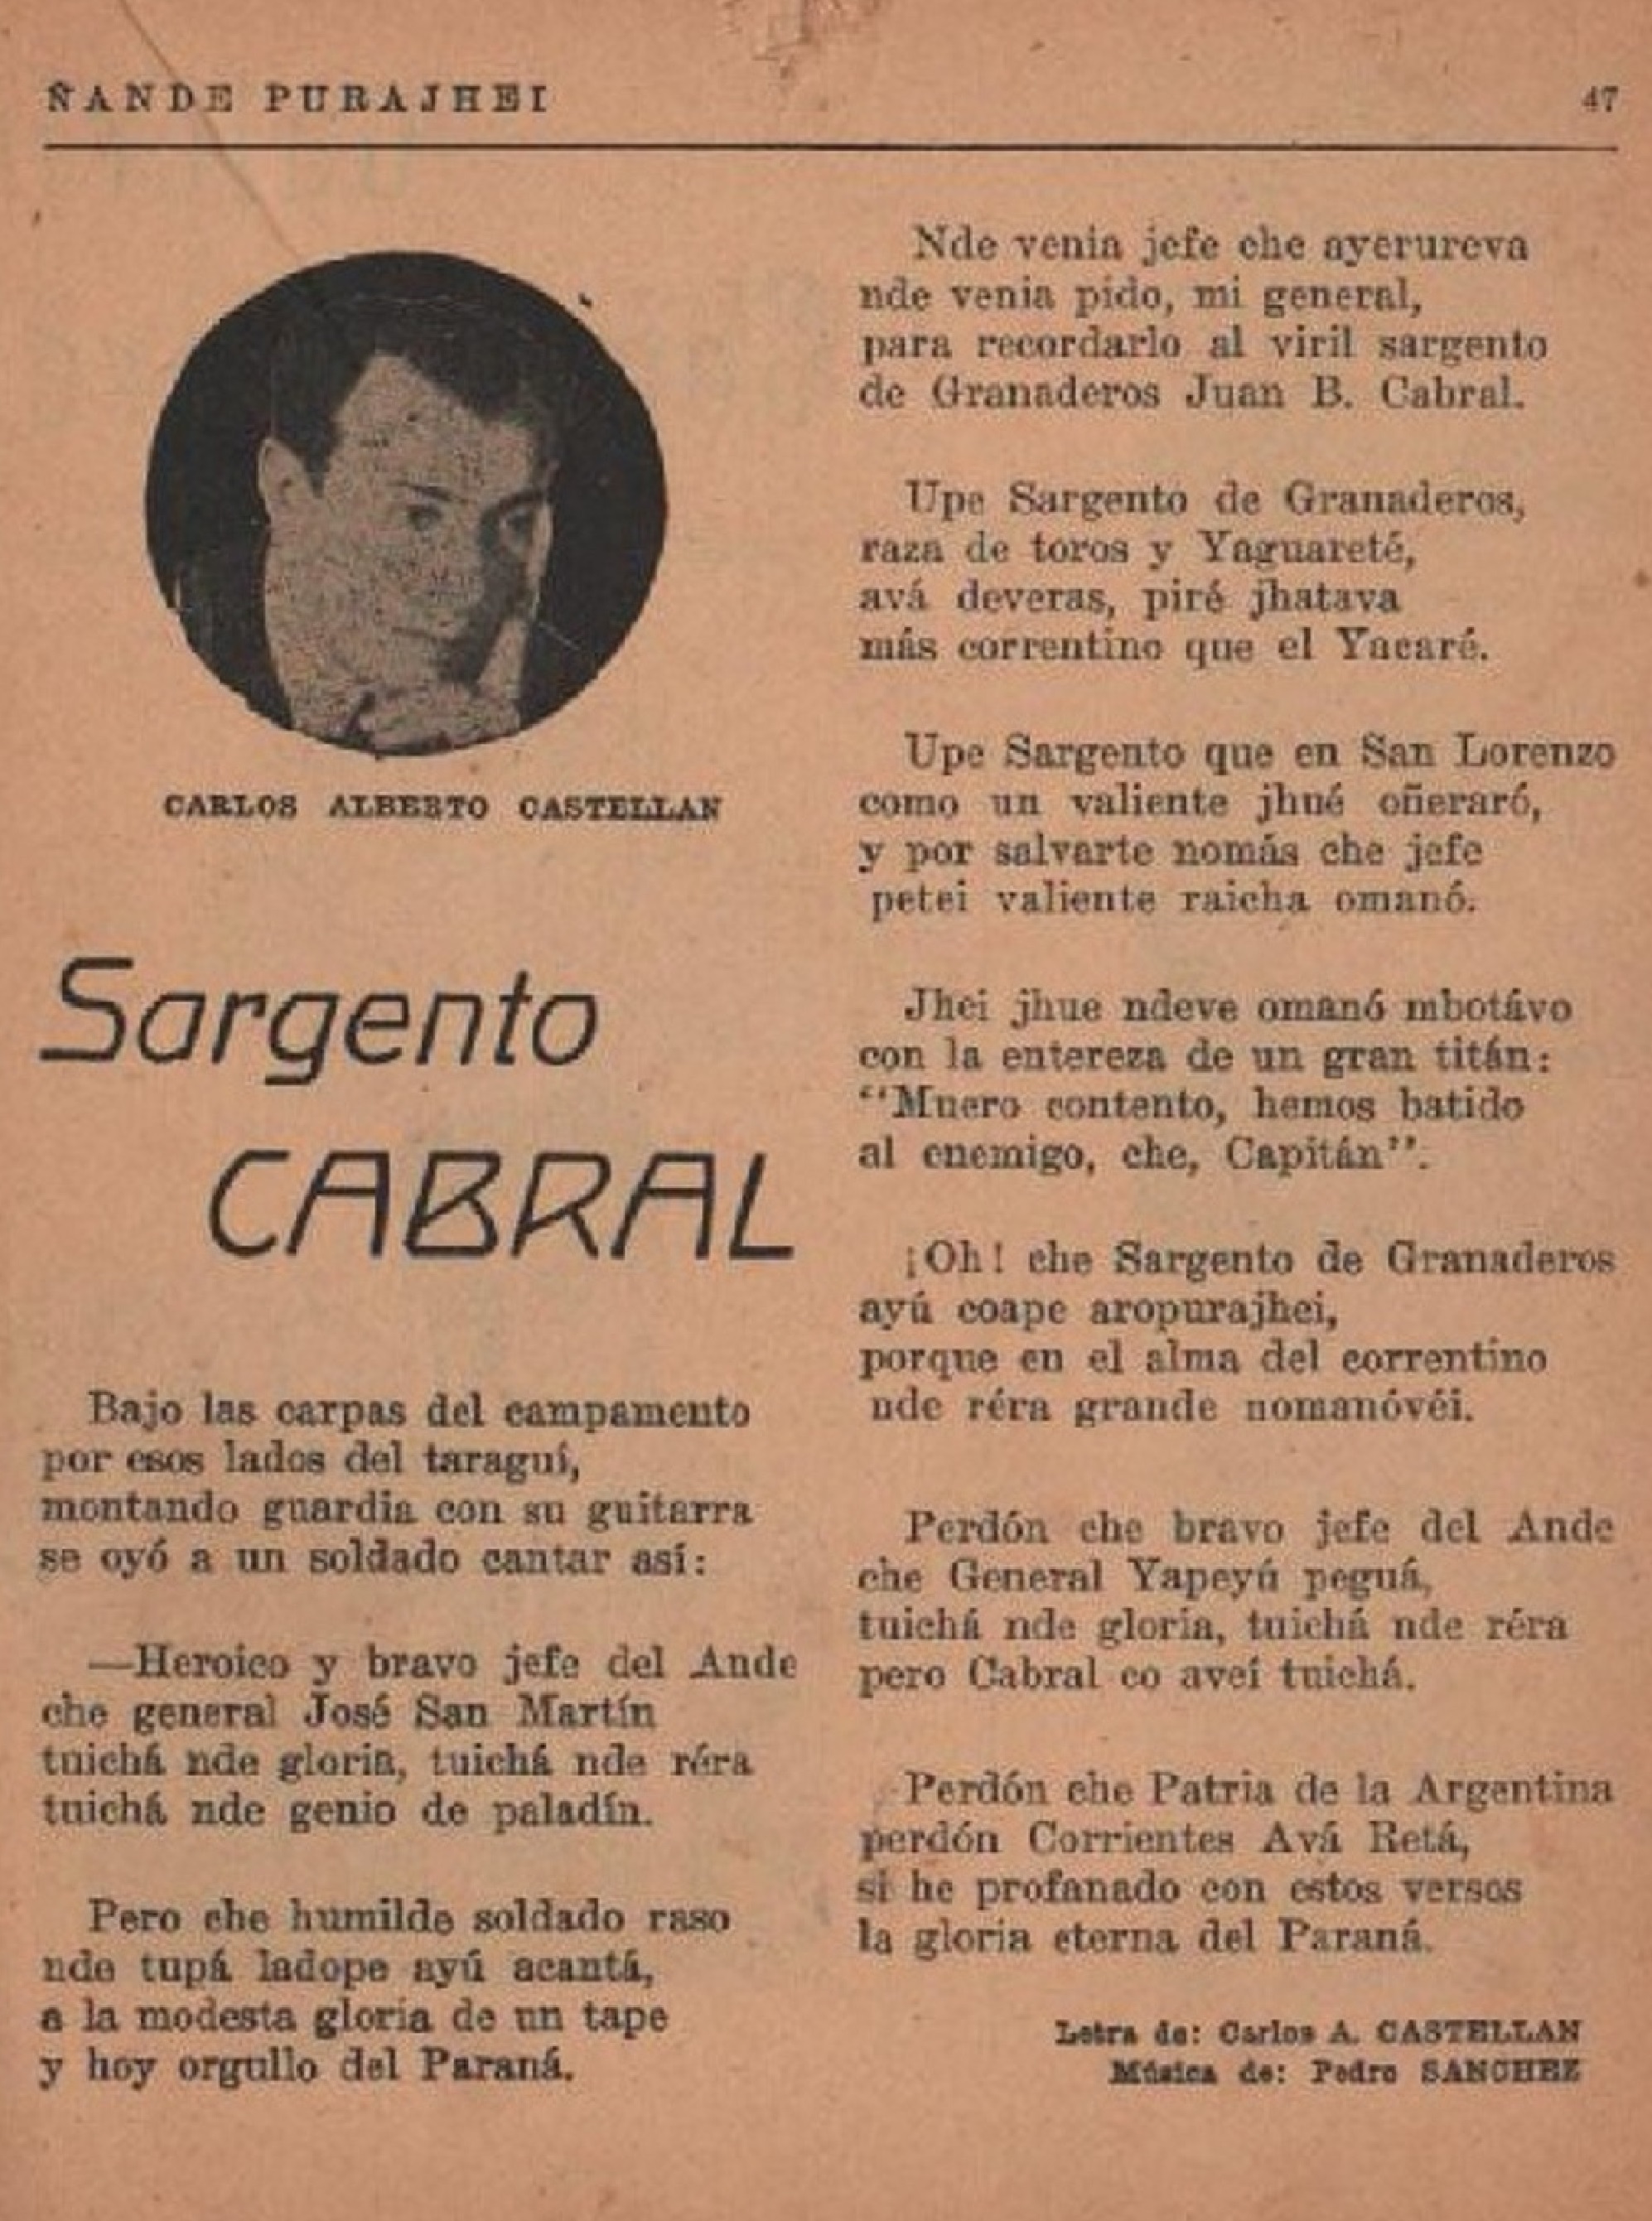 ÑANDE PURAJHEI
47
CARLOS ALBERTO CASTELLAN
Sargento
CABRAL
Bajo las carpas del campamento
por esos lados del taraguí,
montando guardia con su guitarra
se oyó a un soldado cantar así:
—Heroico y bravo jefe del Ande
che general José San Martín
tuichá nde gloria, tuichá nde réra
tuichá nde genio de paladín.
Pero che humilde soldado raso
nde tupá ladope ayú acantá,
a la modesta gloria de un tape
y hoy orgullo del Paraná.
Nde venia jefe che ayerureva
nde venia pido, mi general,
para recordarlo al viril sargento
de Granaderos Juan B. Cabral.
Upe Sargento de Granaderos,
raza de toros y Yaguareté,
avá deveras, piré jhatava
más correntino que el Yacaré.
Upe Sargento que en San Lorenzo
como un valiente jhué oñeraró,
y por salvarte nomás che jefe
petei valiente raicha omanó.
Jhei jhue ndeve omanó mbotávo
con la entereza de un gran titán:
"Muero contento, hemos batido
al enemigo, che, Capitán".
¡Oh! che Sargento de Granaderos
ayú coape aropurajhei,
porque en el alma del correntino
nde réra grande nomanóvéi.
Perdón che bravo jefe del Ande
che General Yapeyú peguá,
tuichá nde gloria, tuichá nde réra
pero Cabral co aveí tuichá.
Perdón che Patria de la Argentina
perdón Corrientes Avá Retá,
si he profanado con estos versos
la gloria eterna del Paraná.
Letra de: Carlos A. CASTELLAN
Música de: Pedro SANCHEZ